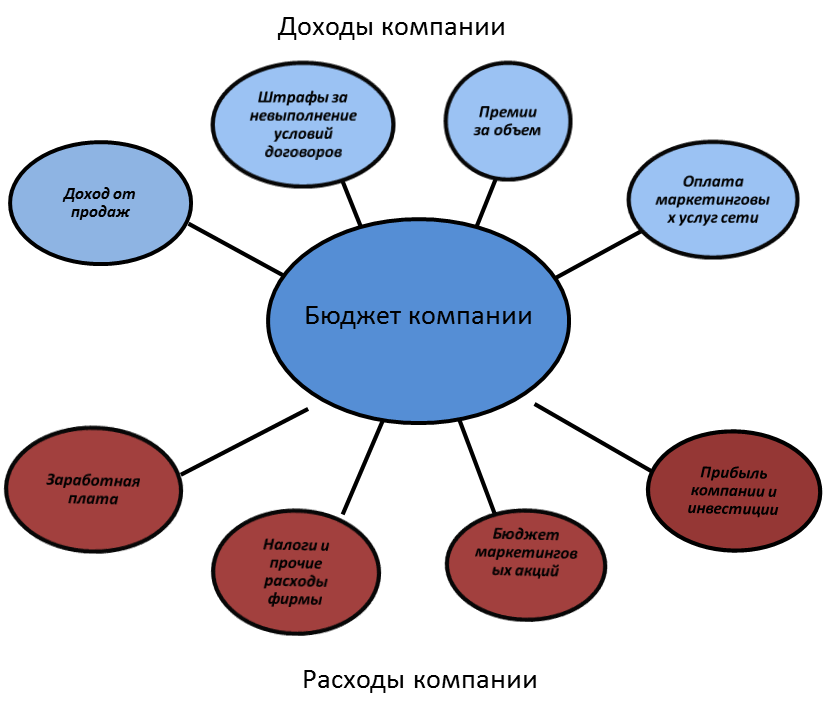 Доходы компании
Штрафы за
невыполнение
условий
договоров
Премии
за объем
Доход от
продаж
Оплата
маркетинговы
х услуг сети
Бюджет компании
Заработная
плата
Налоги и
прочие
расходы
фирмы
Бюджет
маркетингов
ых акций
Прибыль
компании и
инвестиции
Расходы компании